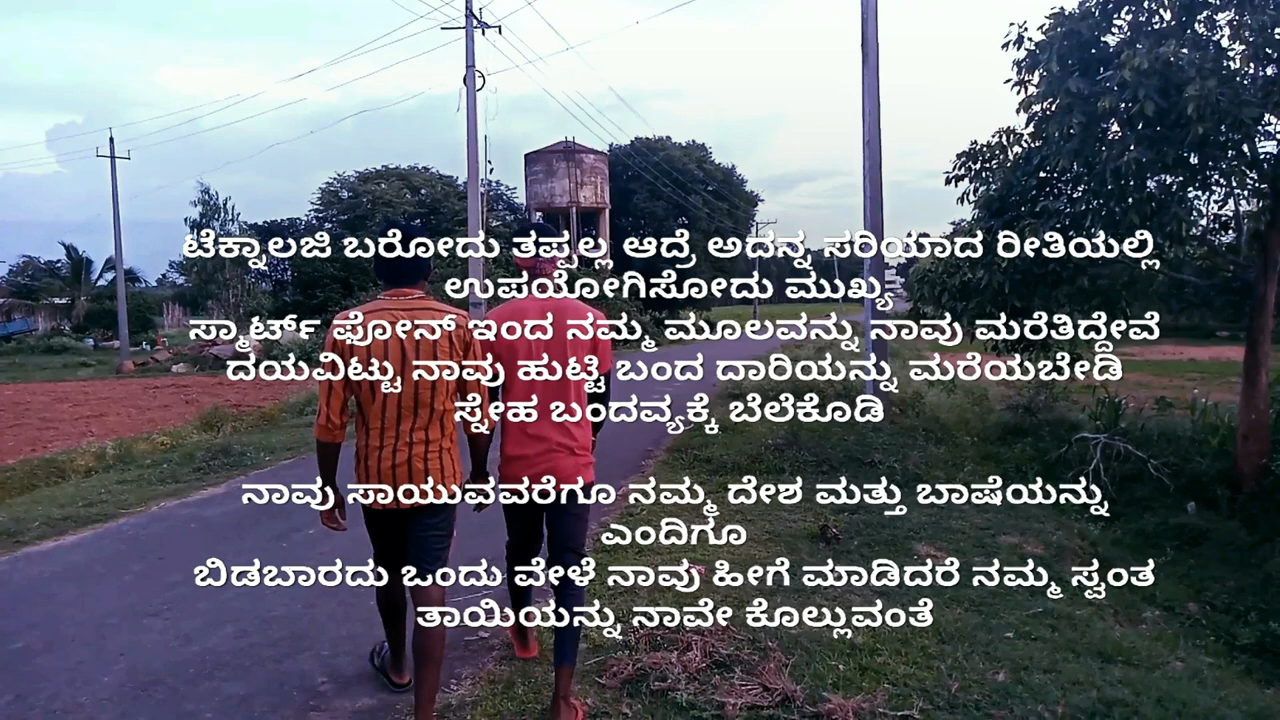 ಟೆಕ್ನಾಲಜಿ ಬರೋದು ತಪ್ಪಲ್ಲ ಆದ್ರೆ ಅದನ್ನ ಸರಿಯಾದ ರೀತಿಯಲ್ಲಿ
ಉಪಯೋಗಿಸೋದು ಮುಖ್ಯ
ಸ್ಮಾರ್ಟ್ ಫೋನ್ ಇಂದ ನಮ್ಮ ಮೂಲವನ್ನು ನಾವು ಮರೆತಿದ್ದೇವೆ
ದಯವಿಟ್ಟು ನಾವು ಹುಟ್ಟಿ ಬಂದ ದಾರಿಯನ್ನು ಮರೆಯಬೇಡಿ
ಸ್ನೇಹ ಬಂದವ್ಯಕ್ಕೆ ಬೆಲೆಕೊಡಿ
ನಾವು ಸಾಯುವವರೆಗೂ ನಮ್ಮ ದೇಶ ಮತ್ತು ಬಾಷೆಯನ್ನು
ಎಂದಿಗೂ
ಬಿಡಬಾರದು ಒಂದು ವೇಳೆ ನಾವು ಹೀಗೆ ಮಾಡಿದರೆ ನಮ್ಮ ಸ್ವಂತ
ತಾಯಿಯನ್ನು ನಾವೇ ಕೊಲ್ಲುವಂತೆ